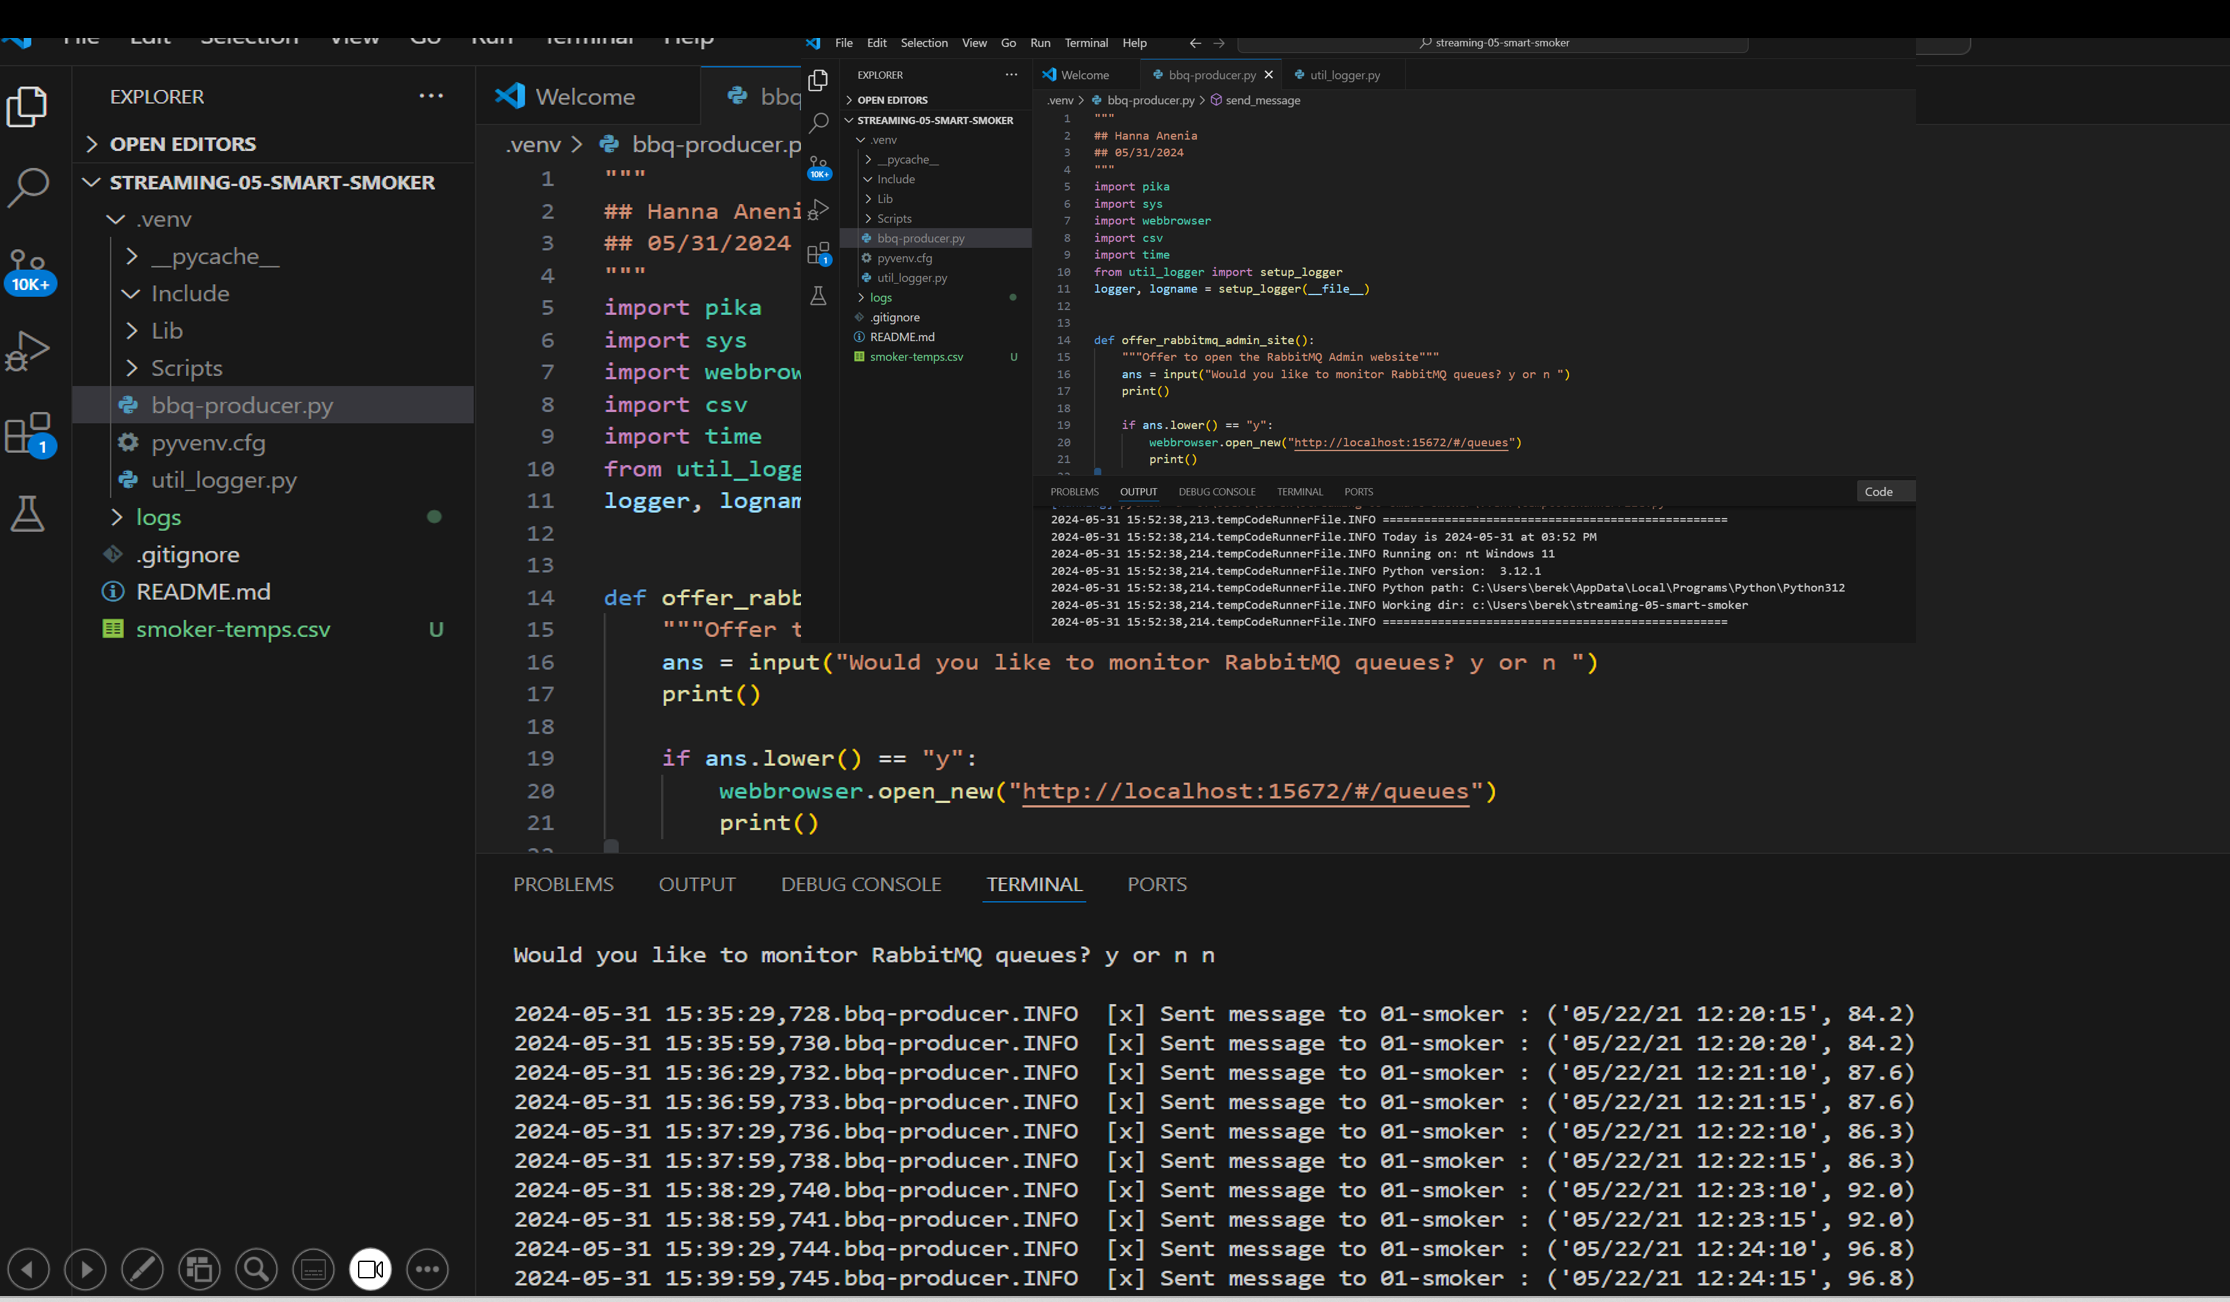 File Edit Selection View Go Run Terminal Help
EXPLORER ...
OPEN EDITORS
STREAMING-05-SMART-SMOKER
.venv
__pycache__
Include
Lib
Scripts
bbq-producer.py
pyvenv.cfg
util_logger.py
logs
.gitignore
README.md
smoker-temps.csv U
10K+
1
Welcome bbq
.venv > bbq-producer.p
1 """
2 ## Hanna Aneni
3 ## 05/31/2024
4 """
5 import pika
6 import sys
7 import webbrow
8 import csv
9 import time
10 from util_logg
11 logger, lognam
12
13
14 def offer_rabb
15 """Offer t
16 ans = input("Would you like to monitor RabbitMQ queues? y or n ")
17 print()
18
19 if ans.lower() == "y":
20 webbrowser.open_new("http://localhost:15672/#/queues")
21 print()
File Edit Selection View Go Run Terminal Help
streaming-05-smart-smoker
EXPLORER ...
OPEN EDITORS
STREAMING-05-SMART-SMOKER
.venv
__pycache__
Include
Lib
Scripts
bbq-producer.py
pyvenv.cfg
util_logger.py
logs
.gitignore
README.md
smoker-temps.csv U
10K+
1
Welcome bbq-producer.py util_logger.py
.venv > bbq-producer.py > send_message
1 """
2 ## Hanna Anenia
3 ## 05/31/2024
4 """
5 import pika
6 import sys
7 import webbrowser
8 import csv
9 import time
10 from util_logger import setup_logger
11 logger, logname = setup_logger(__file__)
12
13
14 def offer_rabbitmq_admin_site():
15 """Offer to open the RabbitMQ Admin website"""
16 ans = input("Would you like to monitor RabbitMQ queues? y or n ")
17 print()
18
19 if ans.lower() == "y":
20 webbrowser.open_new("http://localhost:15672/#/queues")
21 print()
PROBLEMS OUTPUT DEBUG CONSOLE TERMINAL PORTS Code
2024-05-31 15:52:38,213.tempCodeRunnerFile.INFO ==================================================
2024-05-31 15:52:38,214.tempCodeRunnerFile.INFO Today is 2024-05-31 at 03:52 PM
2024-05-31 15:52:38,214.tempCodeRunnerFile.INFO Running on: nt Windows 11
2024-05-31 15:52:38,214.tempCodeRunnerFile.INFO Python version:  3.12.1
2024-05-31 15:52:38,214.tempCodeRunnerFile.INFO Python path: C:\Users\berek\AppData\Local\Programs\Python\Python312
2024-05-31 15:52:38,214.tempCodeRunnerFile.INFO Working dir: c:\Users\berek\streaming-05-smart-smoker
2024-05-31 15:52:38,214.tempCodeRunnerFile.INFO ==================================================
PROBLEMS OUTPUT DEBUG CONSOLE TERMINAL PORTS
Would you like to monitor RabbitMQ queues? y or n n
2024-05-31 15:35:29,728.bbq-producer.INFO  [x] Sent message to 01-smoker : ('05/22/21 12:20:15', 84.2)
2024-05-31 15:35:59,730.bbq-producer.INFO  [x] Sent message to 01-smoker : ('05/22/21 12:20:20', 84.2)
2024-05-31 15:36:29,732.bbq-producer.INFO  [x] Sent message to 01-smoker : ('05/22/21 12:21:10', 87.6)
2024-05-31 15:36:59,733.bbq-producer.INFO  [x] Sent message to 01-smoker : ('05/22/21 12:21:15', 87.6)
2024-05-31 15:37:29,736.bbq-producer.INFO  [x] Sent message to 01-smoker : ('05/22/21 12:22:10', 86.3)
2024-05-31 15:37:59,738.bbq-producer.INFO  [x] Sent message to 01-smoker : ('05/22/21 12:22:15', 86.3)
2024-05-31 15:38:29,740.bbq-producer.INFO  [x] Sent message to 01-smoker : ('05/22/21 12:23:10', 92.0)
2024-05-31 15:38:59,741.bbq-producer.INFO  [x] Sent message to 01-smoker : ('05/22/21 12:23:15', 92.0)
2024-05-31 15:39:29,744.bbq-producer.INFO  [x] Sent message to 01-smoker : ('05/22/21 12:24:10', 96.8)
2024-05-31 15:39:59,745.bbq-producer.INFO  [x] Sent message to 01-smoker : ('05/22/21 12:24:15', 96.8)